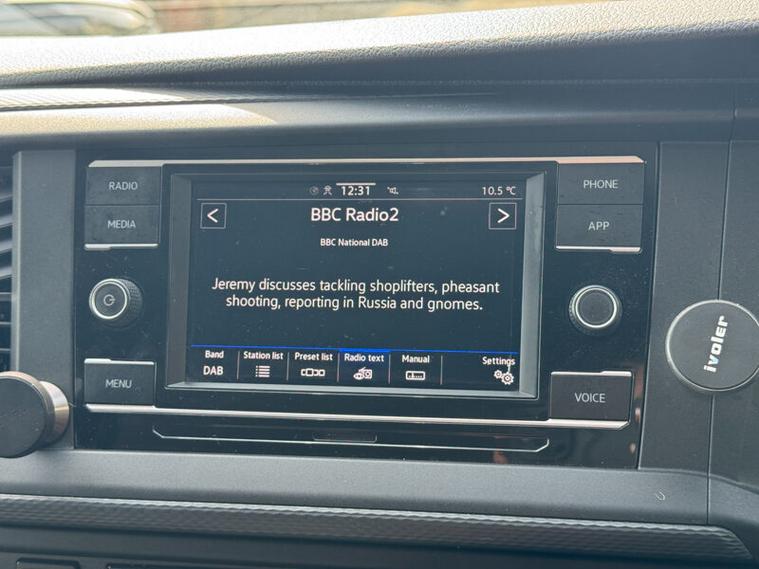 RADIO
MEDIA
MENU
12:31
10.5 °C
<
BBC Radio2
>
BBC National DAB
Jeremy discusses tackling shoplifters, pheasant
shooting, reporting in Russia and gnomes.
Band
DAB
Station list
Preset list
Radio text
Manual
Settings
PHONE
APP
VOICE
ivoler